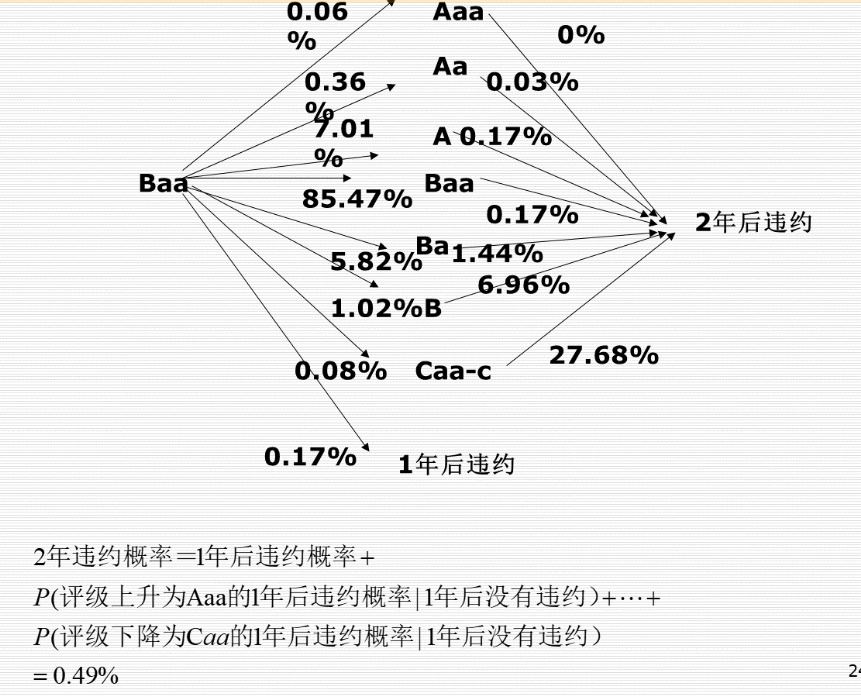 0.06
%
Aaa
0%
Aa
0.36
%
0.03%
7.01
%
A 0.17%
Baa
Baa
85.47%
0.17%
2年后违约
Ba 1.44%
5.82%
6.96%
1.02%B
27.68%
0.08%
Caa-c
0.17%
1年后违约
2年违约概率=1年后违约概率+
P(评级上升为Aaa的1年后违约概率|1年后没有违约)+⋯+
P(评级下降为Caa的1年后违约概率|1年后没有违约)
= 0.49%